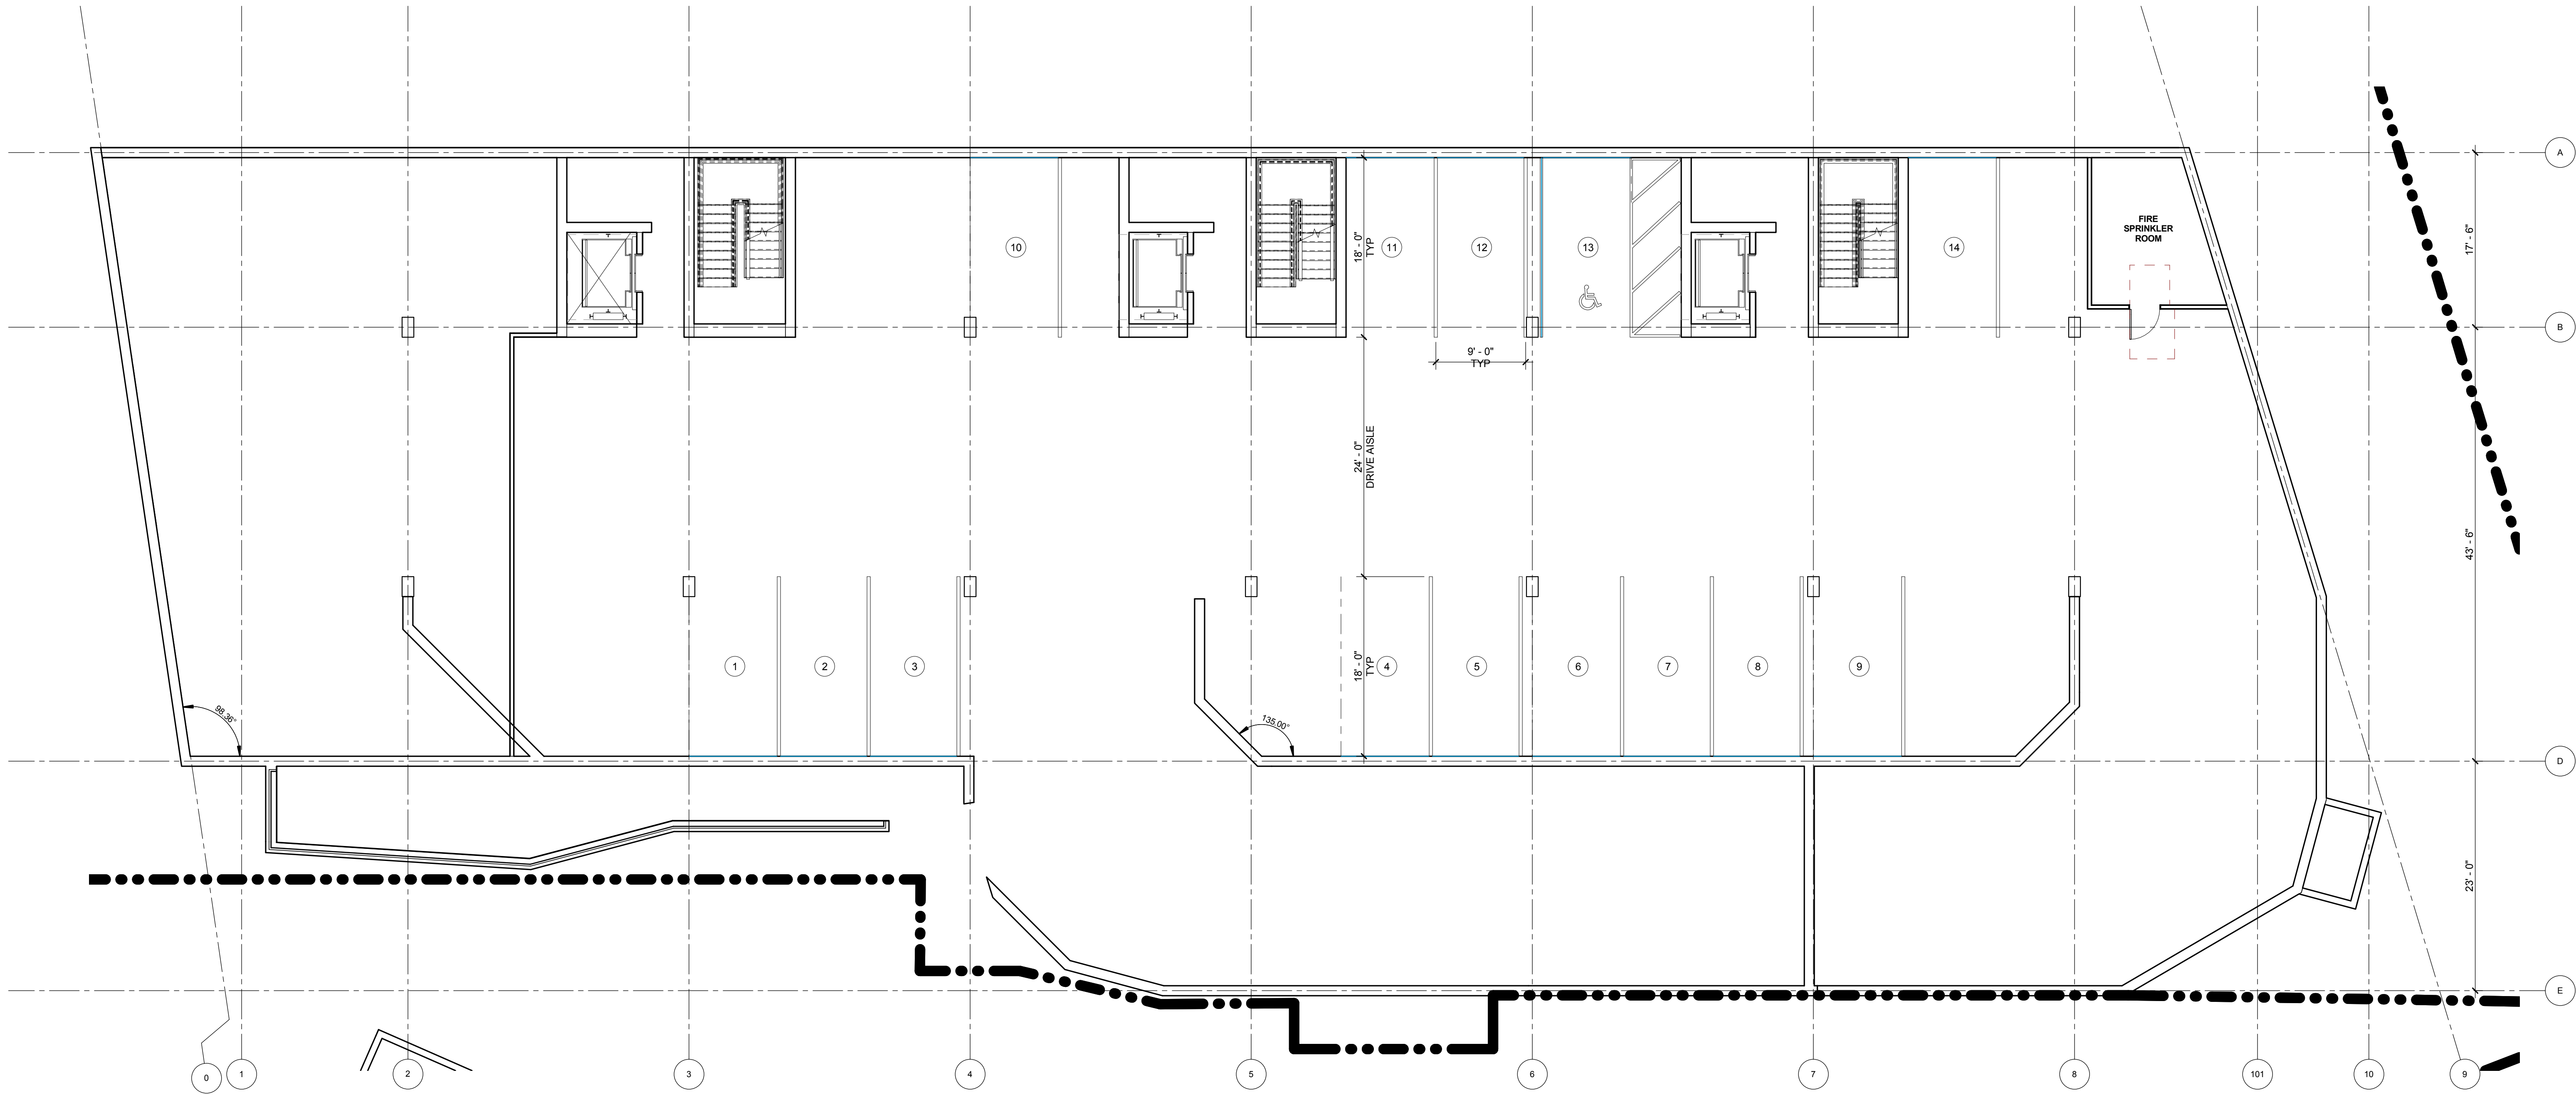 A
FIRE
SPRINKLER
ROOM
10
18' - 0"
TYP
11
12
13
14
17' - 6"
B
9' - 0"
TYP
24' - 0"
DRIVE AISLE
43' - 6"
1
2
3
18' - 0"
TYP
4
5
6
7
8
9
98.36°
135.00°
D
23' - 0"
E
0
1
2
3
4
5
6
7
8
101
10
9